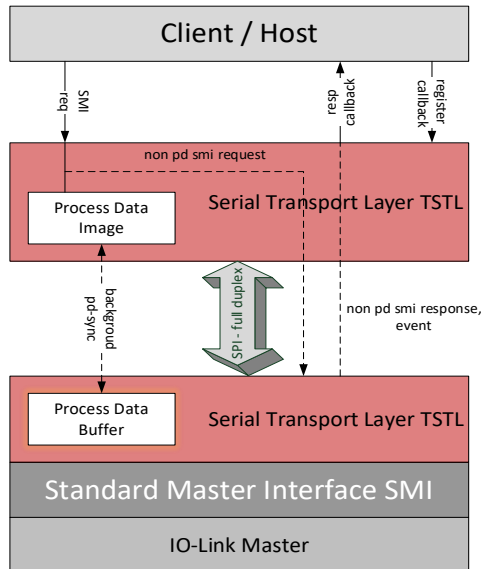 Client / Host
SMI
req
resp
callback
register
callback
non pd smi request
Process Data
Image
Serial Transport Layer TSTL
backgroud
pd-sync
SPI - full duplex
non pd smi response,
event
Process Data
Buffer
Serial Transport Layer TSTL
Standard Master Interface SMI
IO-Link Master